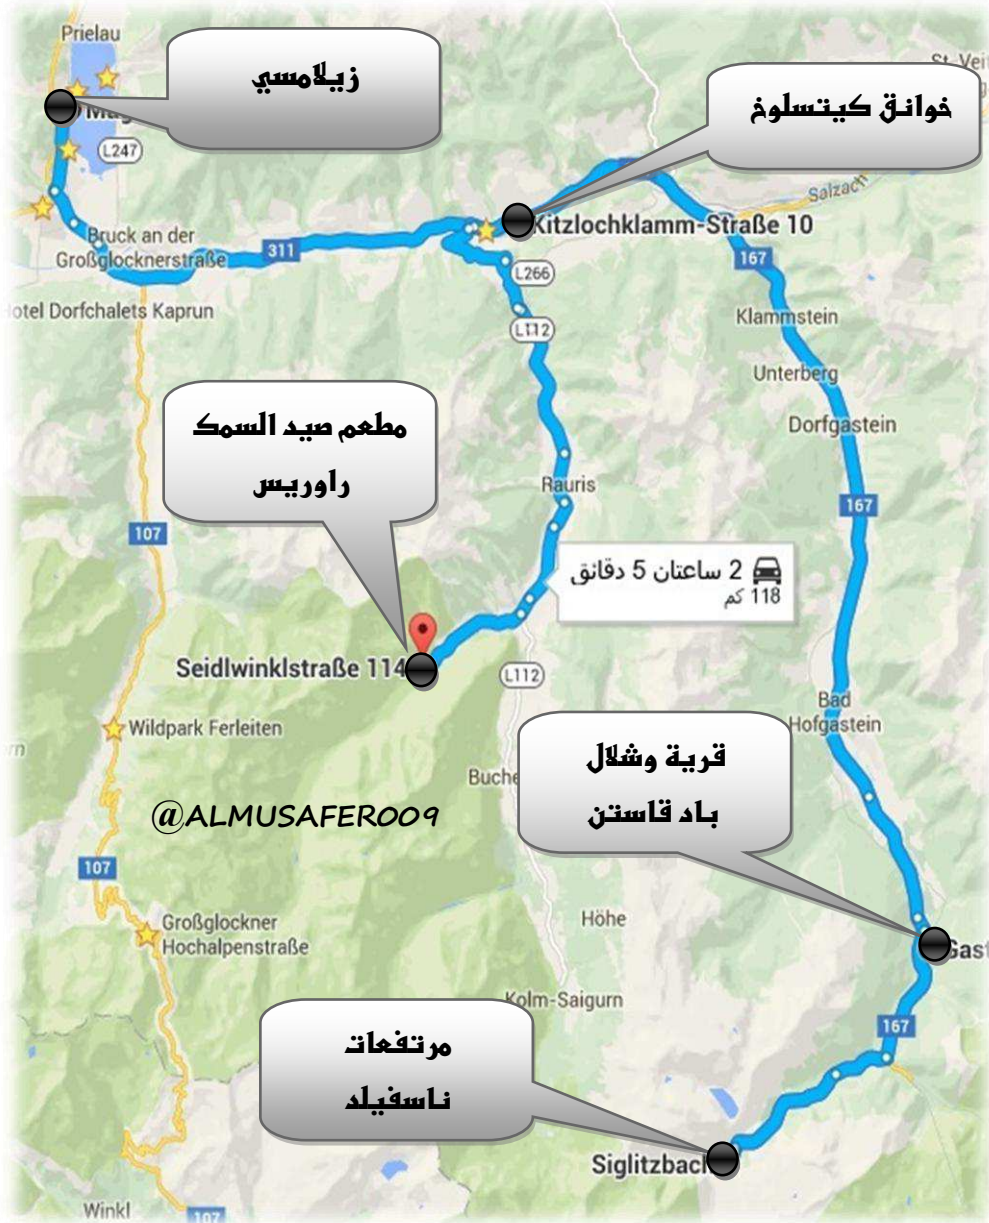 Prielau
زيلامسي
St. Veit
خوانق كيتسلوخ
L247
Salzach
Kitzlochklamm-Straße 10
Bruck an der
Großglocknerstraße
311
167
L266
Hotel Dorfchalets Kaprun
Klammstein
L112
Unterberg
مطعم صيد السمك
راوريس
Dorfgastein
Rauris
167
107
2 ساعتان 5 دقائق
118 كم
Seidlwinklstraße 114
L112
Bad
Hofgastein
Wildpark Ferleiten
قرية وشلال
باد قاستن
Buche
@ALMUSAFER009
107
Großglockner
Hochalpenstraße
Höhe
Gast
Kolm-Saigurn
167
مرتفعات
ناسفيلد
Siglitzbach
Winkl
107